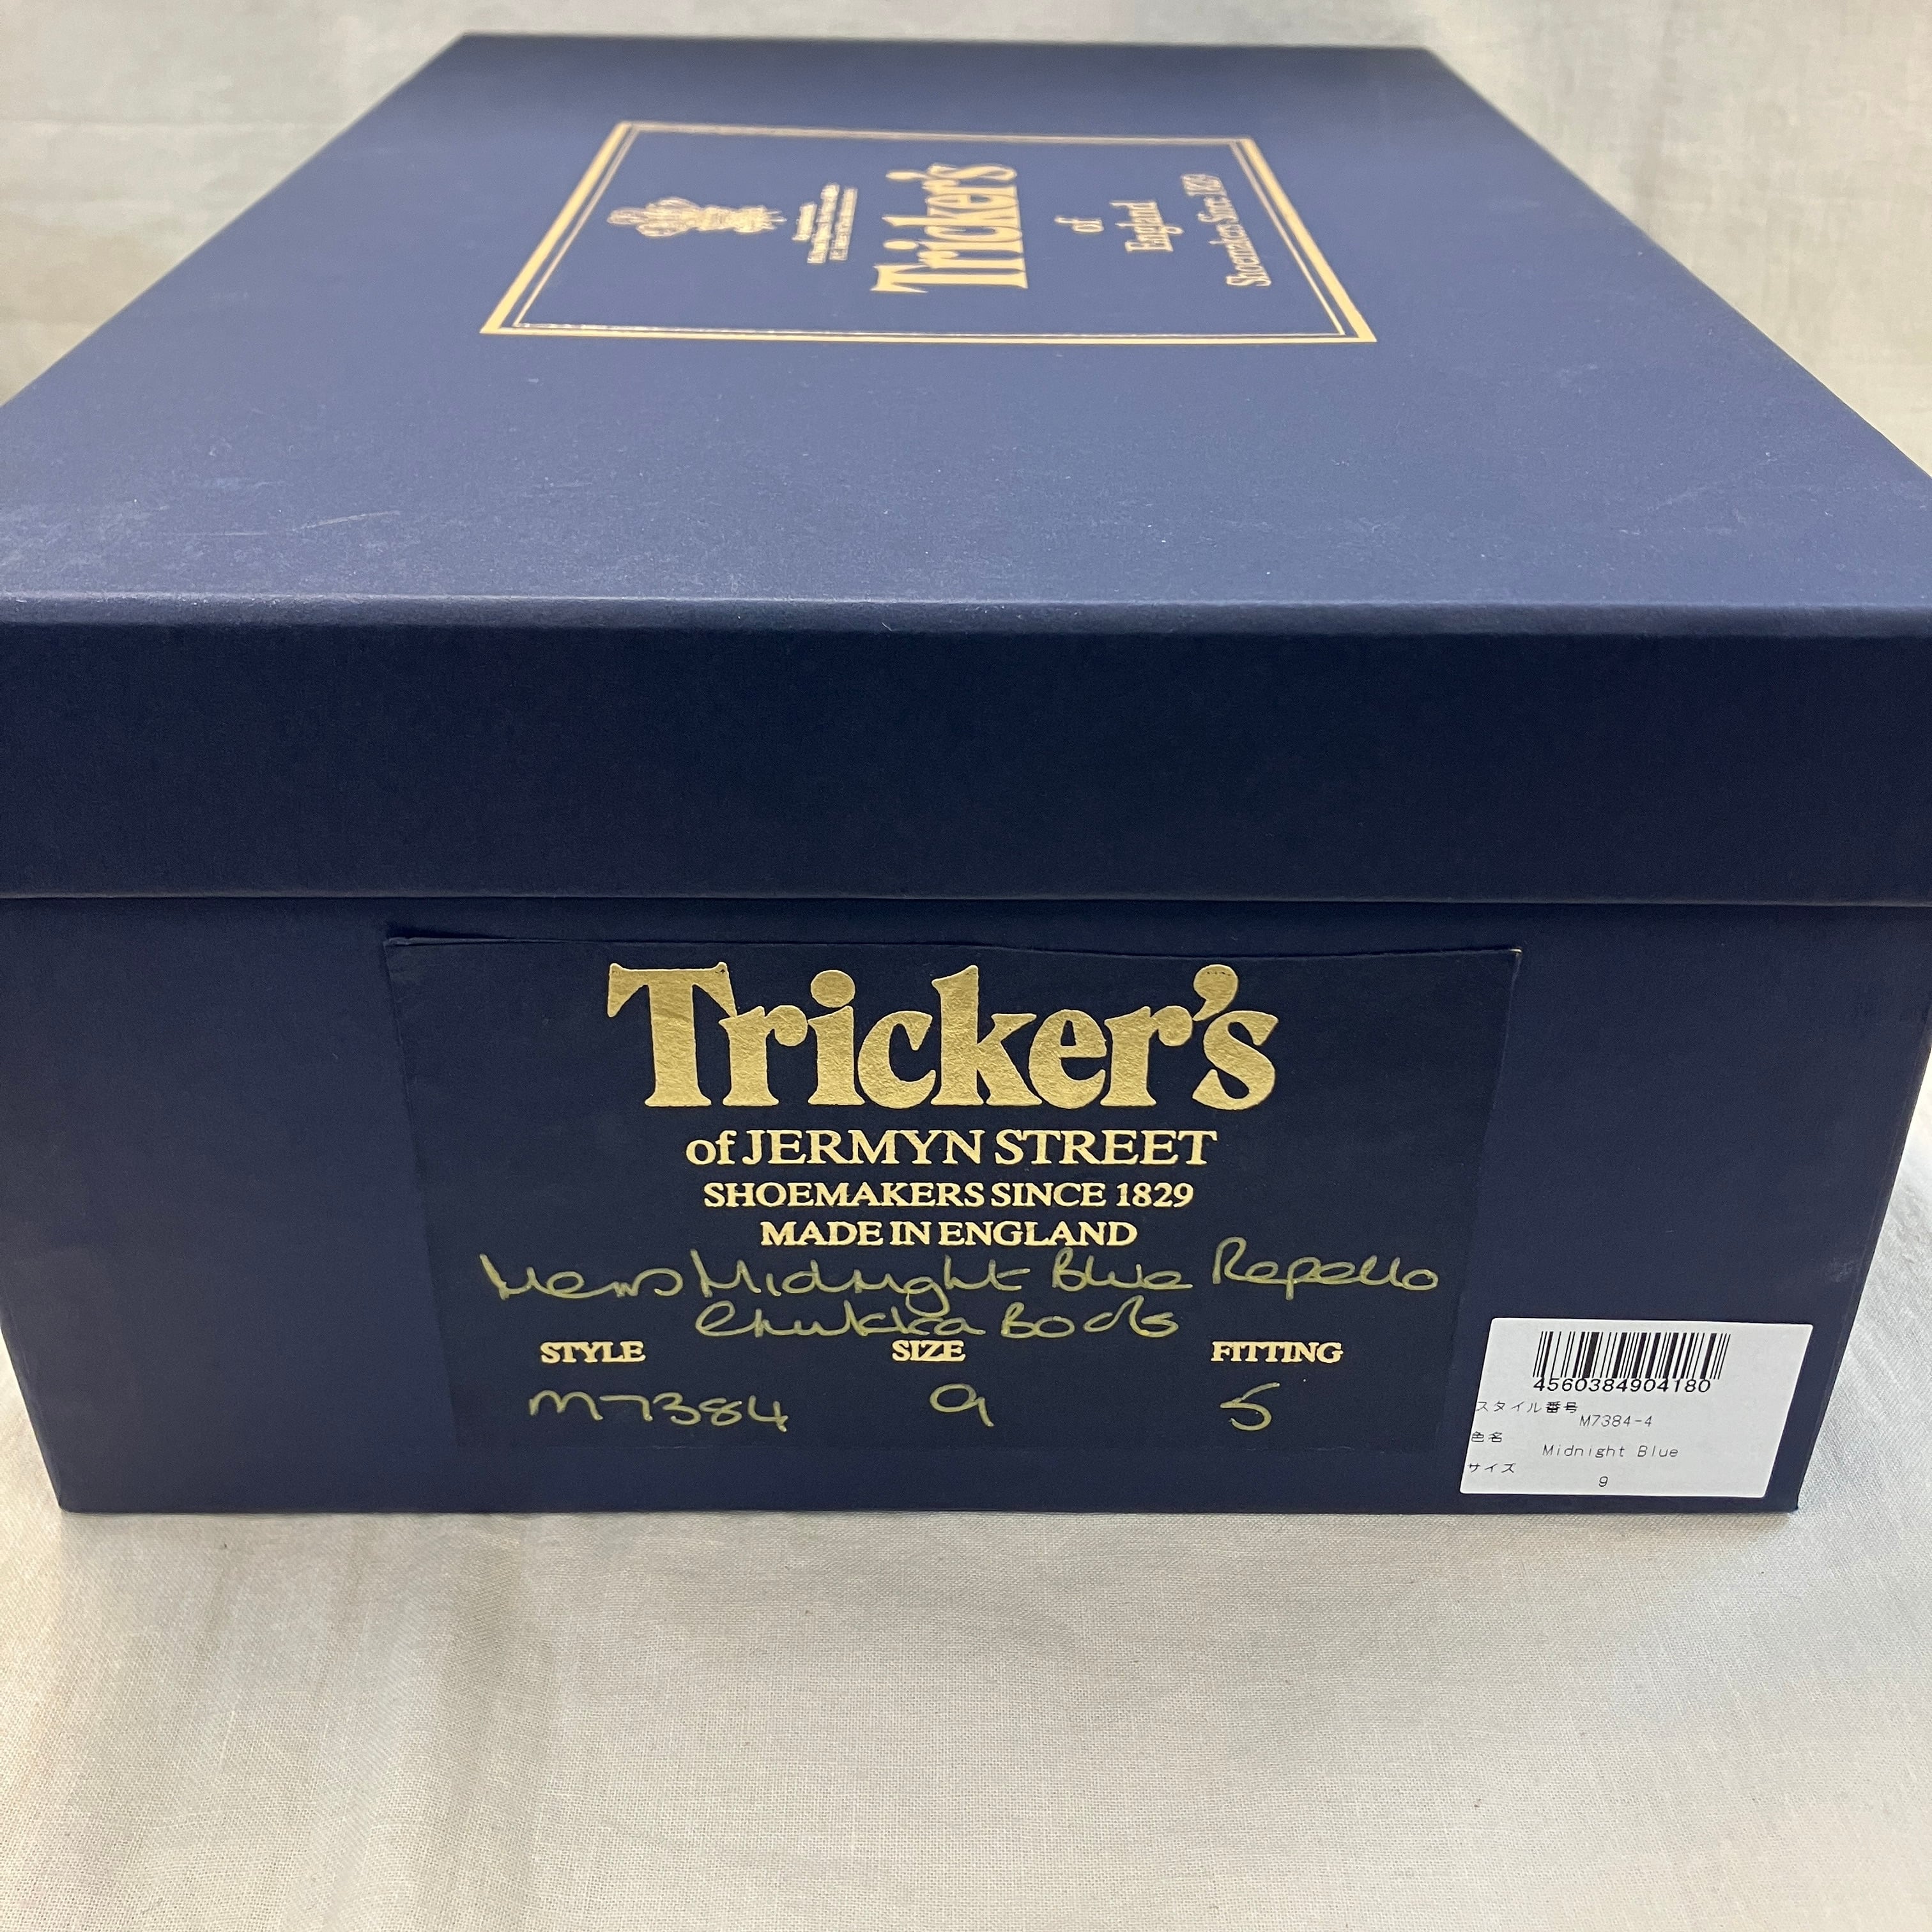 Tricker's
of
England
Shoemakers Since 1829
Tricker's
of JERMYN STREET
SHOEMAKERS SINCE 1829
MADE IN ENGLAND
Mens Midnight Blue Repello
Chukka Boots
STYLE SIZE FITTING
M7384 9 5
4560384904180
スタイル番号
M7384-4
色名
Midnight Blue
サイズ
9